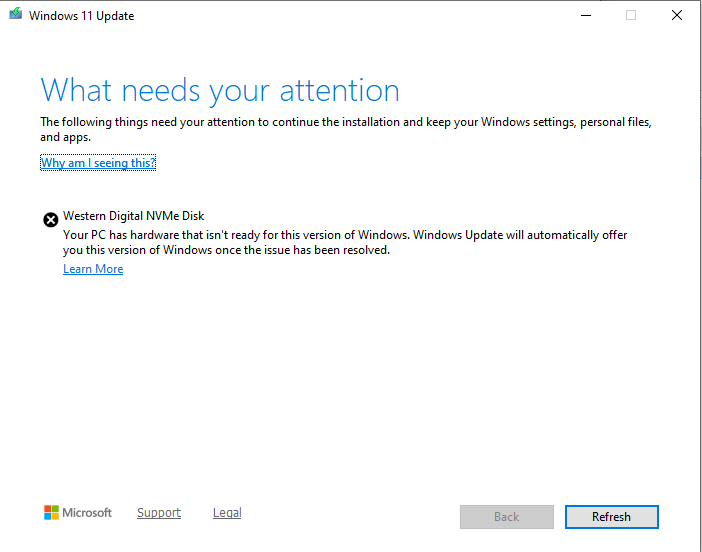 Windows 11 Update
What needs your attention
The following things need your attention to continue the installation and keep your Windows settings, personal files,
and apps.
Why am I seeing this?
Western Digital NVMe Disk
Your PC has hardware that isn't ready for this version of Windows. Windows Update will automatically offer
you this version of Windows once the issue has been resolved.
Learn More
Microsoft Support Legal Back Refresh